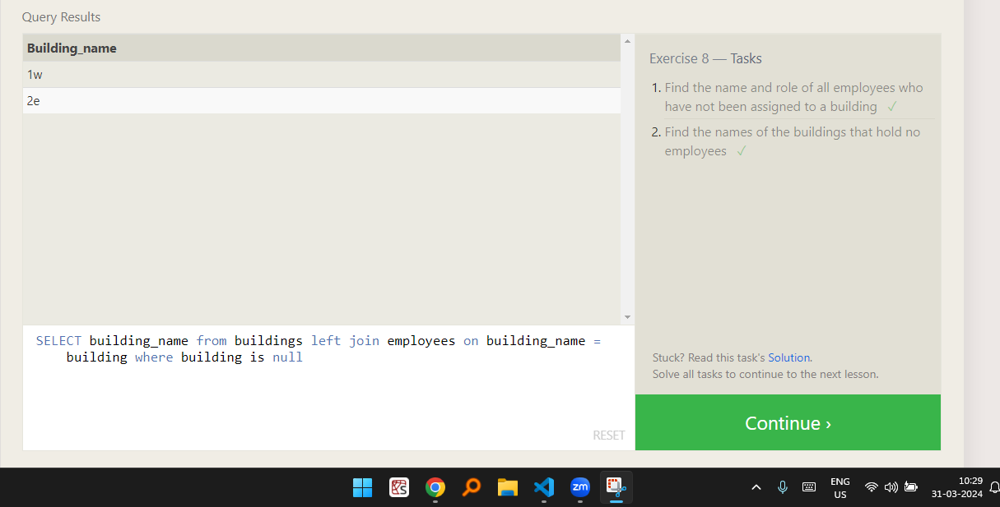 Query Results
Building_name
1w
2e
SELECT building_name from buildings left join employees on building_name =
building where building is null
RESET
Exercise 8 — Tasks
1. Find the name and role of all employees who
have not been assigned to a building ✓
2. Find the names of the buildings that hold no
employees ✓
Stuck? Read this task's Solution.
Solve all tasks to continue to the next lesson.
Continue ›
zm
ENG
US
10:29
31-03-2024